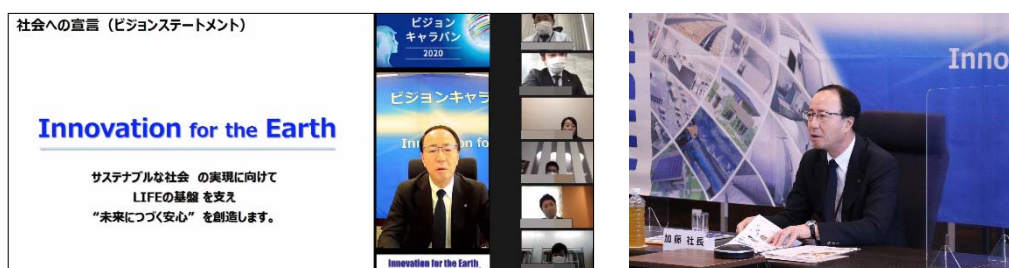 社会への宣言（ビジョンステートメント）
Innovation for the Earth
サステナブルな社会 の実現に向けて
LIFEの基盤 を支え
“未来につづく安心” を創造します。
ビジョン
キャラバン
2020
ビジョンキャラ
Inn on fo
Innovation for the Earth
Inno
加藤 社長